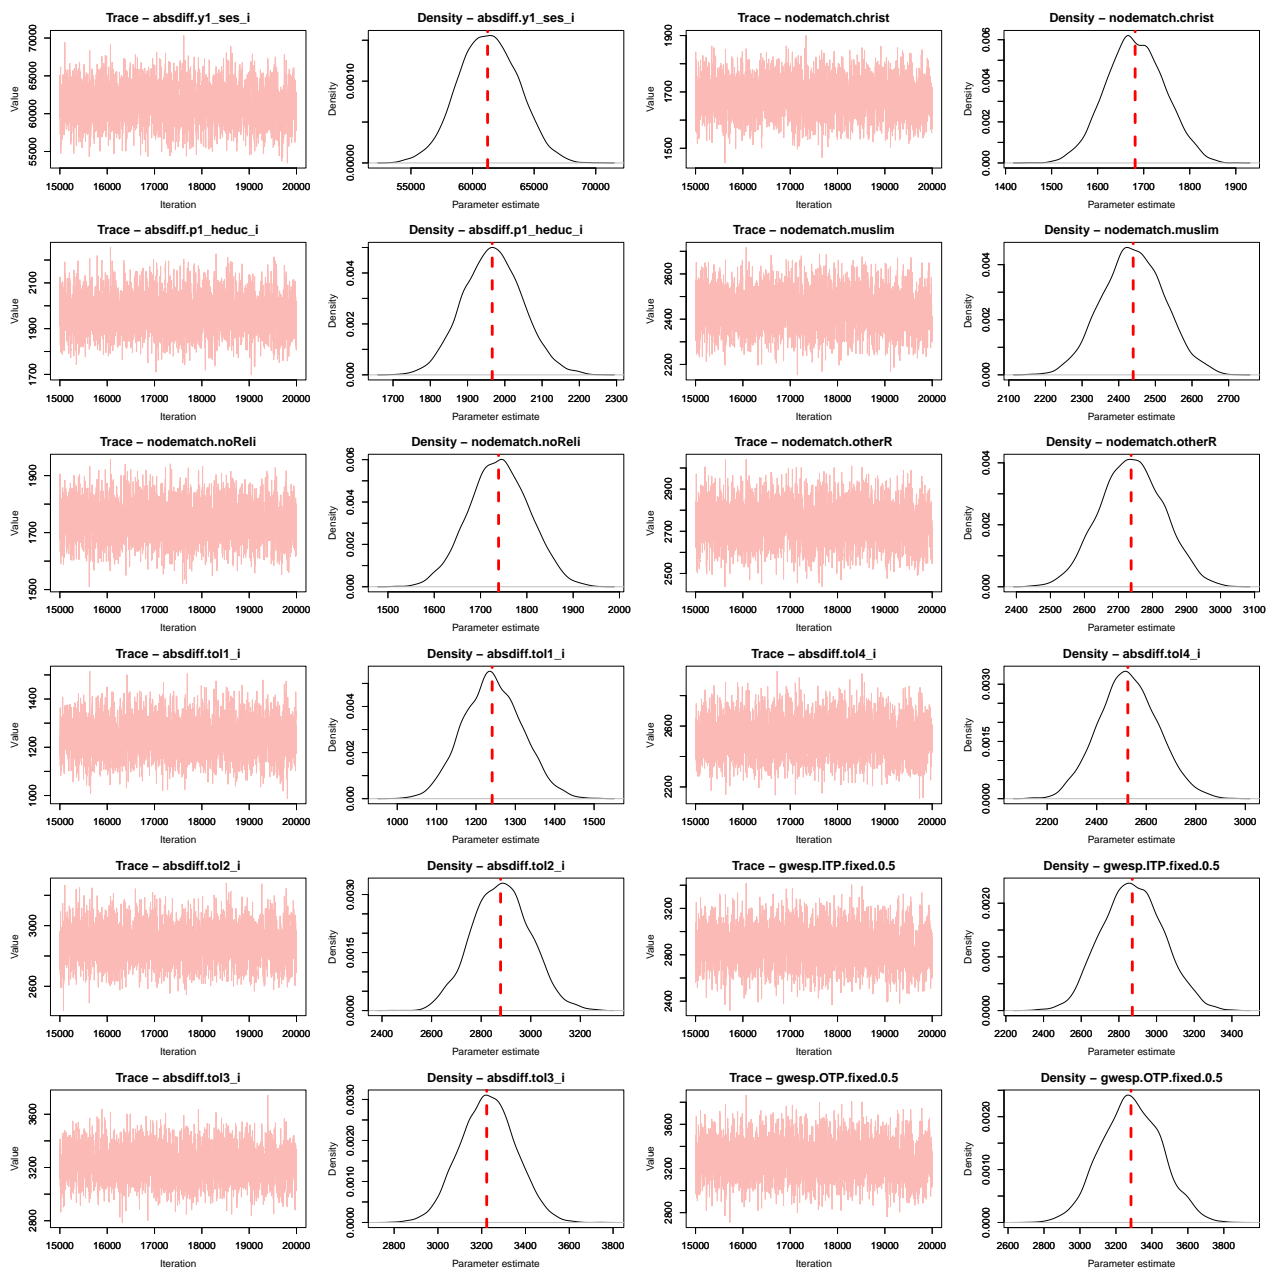 Trace − absdiff.y1_ses_i
Value
55000 60000 65000 70000
15000 16000 17000 18000 19000 20000
Iteration
Density − absdiff.y1_ses_i
Density
0.00000 0.00010
55000 60000 65000 70000
Parameter estimate
Trace − nodematch.christ
Value
1500 1700 1900
15000 16000 17000 18000 19000 20000
Iteration
Density − nodematch.christ
Density
0.000 0.002 0.004 0.006
1400 1500 1600 1700 1800 1900
Parameter estimate
Trace − absdiff.p1_heduc_i
Value
1700 1900 2100
15000 16000 17000 18000 19000 20000
Iteration
Density − absdiff.p1_heduc_i
Density
0.000 0.002 0.004
1700 1800 1900 2000 2100 2200 2300
Parameter estimate
Trace − nodematch.muslim
Value
2200 2400 2600
15000 16000 17000 18000 19000 20000
Iteration
Density − nodematch.muslim
Density
0.000 0.002 0.004
2100 2200 2300 2400 2500 2600 2700
Parameter estimate
Trace − nodematch.noReli
Value
1500 1700 1900
15000 16000 17000 18000 19000 20000
Iteration
Density − nodematch.noReli
Density
0.000 0.002 0.004 0.006
1500 1600 1700 1800 1900 2000
Parameter estimate
Trace − nodematch.otherR
Value
2500 2700 2900
15000 16000 17000 18000 19000 20000
Iteration
Density − nodematch.otherR
Density
0.000 0.002 0.004
2400 2500 2600 2700 2800 2900 3000 3100
Parameter estimate
Trace − absdiff.tol1_i
Value
1000 1200 1400
15000 16000 17000 18000 19000 20000
Iteration
Density − absdiff.tol1_i
Density
0.000 0.002 0.004
1000 1100 1200 1300 1400 1500
Parameter estimate
Trace − absdiff.tol4_i
Value
2200 2600
15000 16000 17000 18000 19000 20000
Iteration
Density − absdiff.tol4_i
Density
0.0000 0.0015 0.0030
2200 2400 2600 2800 3000
Parameter estimate
Trace − absdiff.tol2_i
Value
2600 3000
15000 16000 17000 18000 19000 20000
Iteration
Density − absdiff.tol2_i
Density
0.0000 0.0015 0.0030
2400 2600 2800 3000 3200
Parameter estimate
Trace − gwesp.ITP.fixed.0.5
Value
2400 2800 3200
15000 16000 17000 18000 19000 20000
Iteration
Density − gwesp.ITP.fixed.0.5
Density
0.0000 0.0010 0.0020
2200 2400 2600 2800 3000 3200 3400
Parameter estimate
Trace − absdiff.tol3_i
Value
2800 3200 3600
15000 16000 17000 18000 19000 20000
Iteration
Density − absdiff.tol3_i
Density
0.0000 0.0010 0.0020 0.0030
2800 3000 3200 3400 3600 3800
Parameter estimate
Trace − gwesp.OTP.fixed.0.5
Value
2800 3200 3600
15000 16000 17000 18000 19000 20000
Iteration
Density − gwesp.OTP.fixed.0.5
Density
0.0000 0.0010 0.0020
2600 2800 3000 3200 3400 3600 3800
Parameter estimate